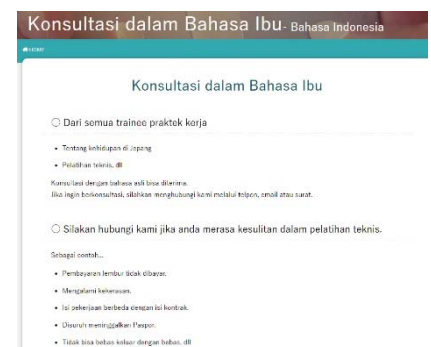 Konsultasi dalam Bahasa Ibu- Bahasa Indonesia
HOME
Konsultasi dalam Bahasa Ibu
○ Dari semua trainee praktek kerja
• Tentang kehidupan di Jepang
• Pelatihan teknis, dll
Konsultasi dengan bahasa asli bisa diterima.
Jika ingin berkonsultasi, silahkan menghubungi kami melalui telpon, email atau surat.
○ Silakan hubungi kami jika anda merasa kesulitan dalam pelatihan teknis.
Sebagai contoh...
• Pembayaran lembur tidak dibayar.
• Mengalami kekerasan.
• Isi pekerjaan berbeda dengan isi kontrak.
• Disuruh meninggalkan Paspor.
• Tidak bisa bebas keluar dengan bebas. dll